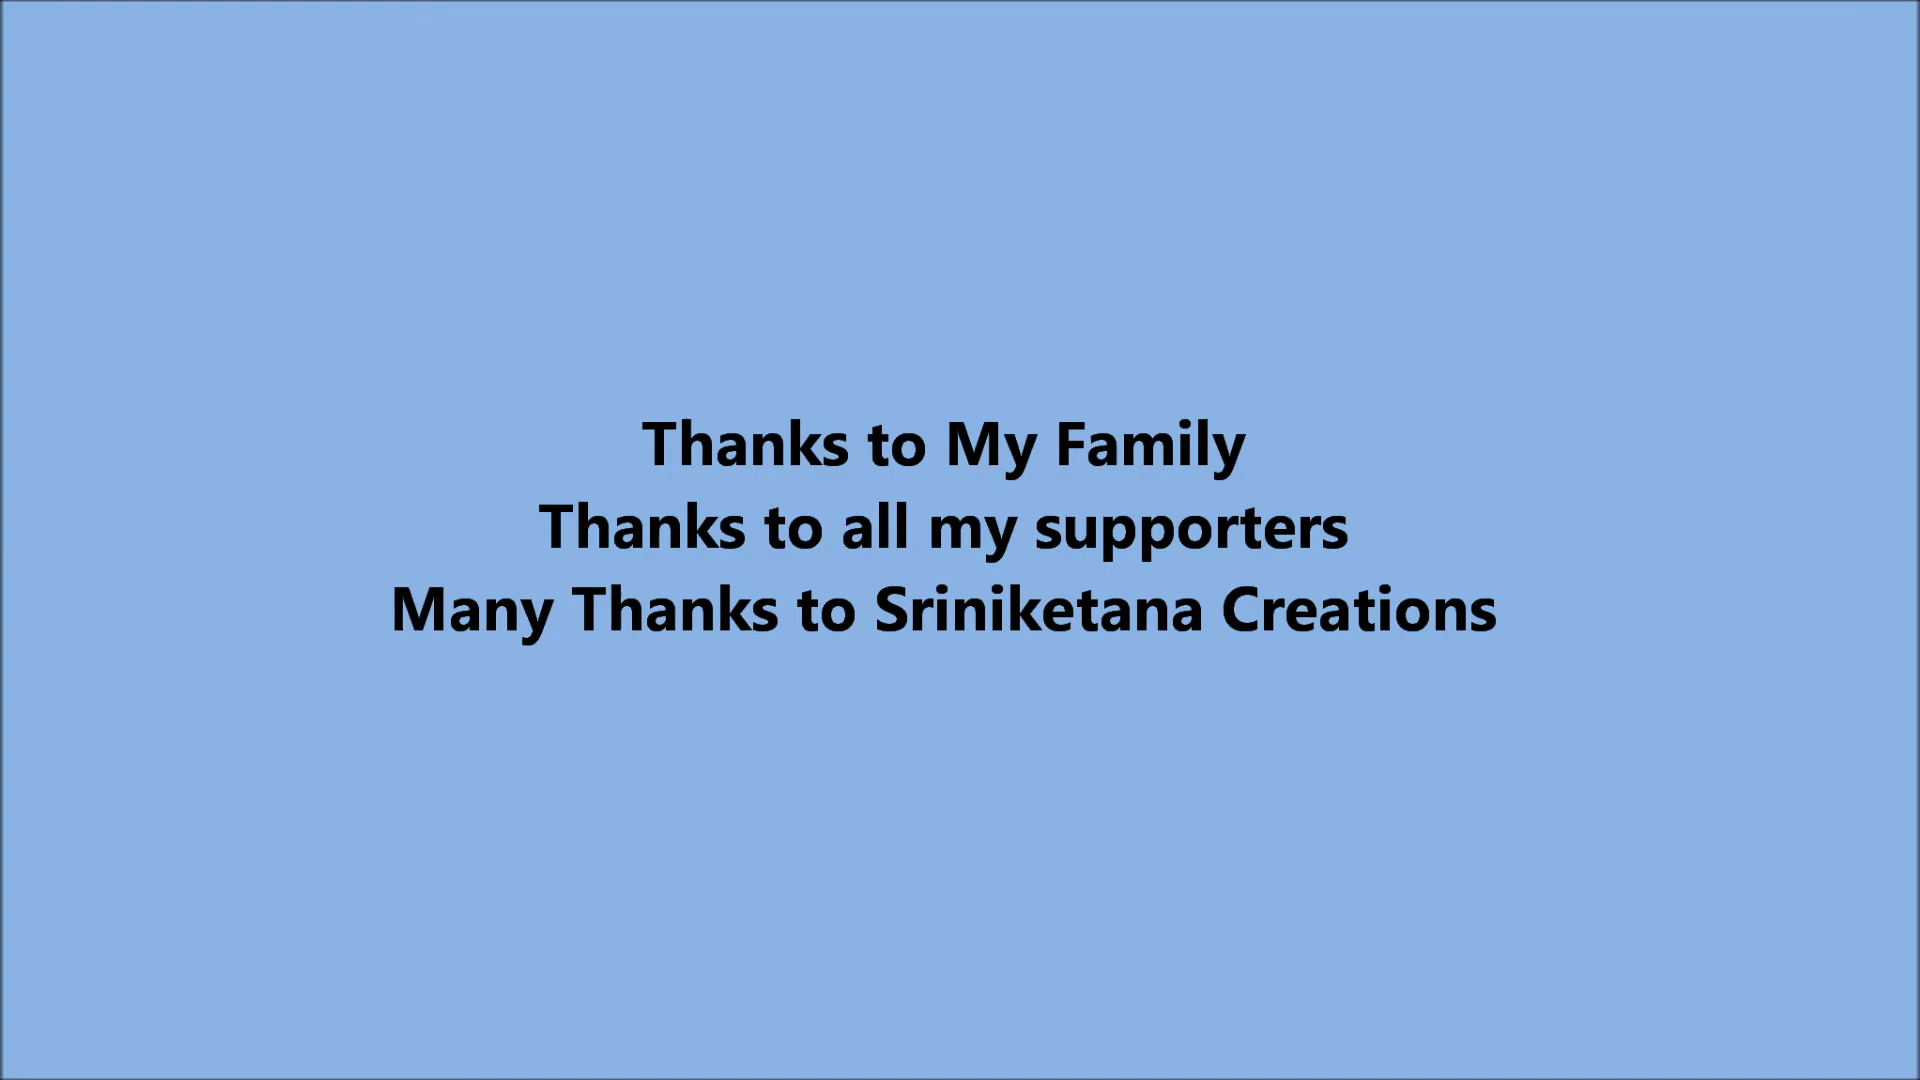 Thanks to My Family
Thanks to all my supporters
Many Thanks to Sriniketana Creations